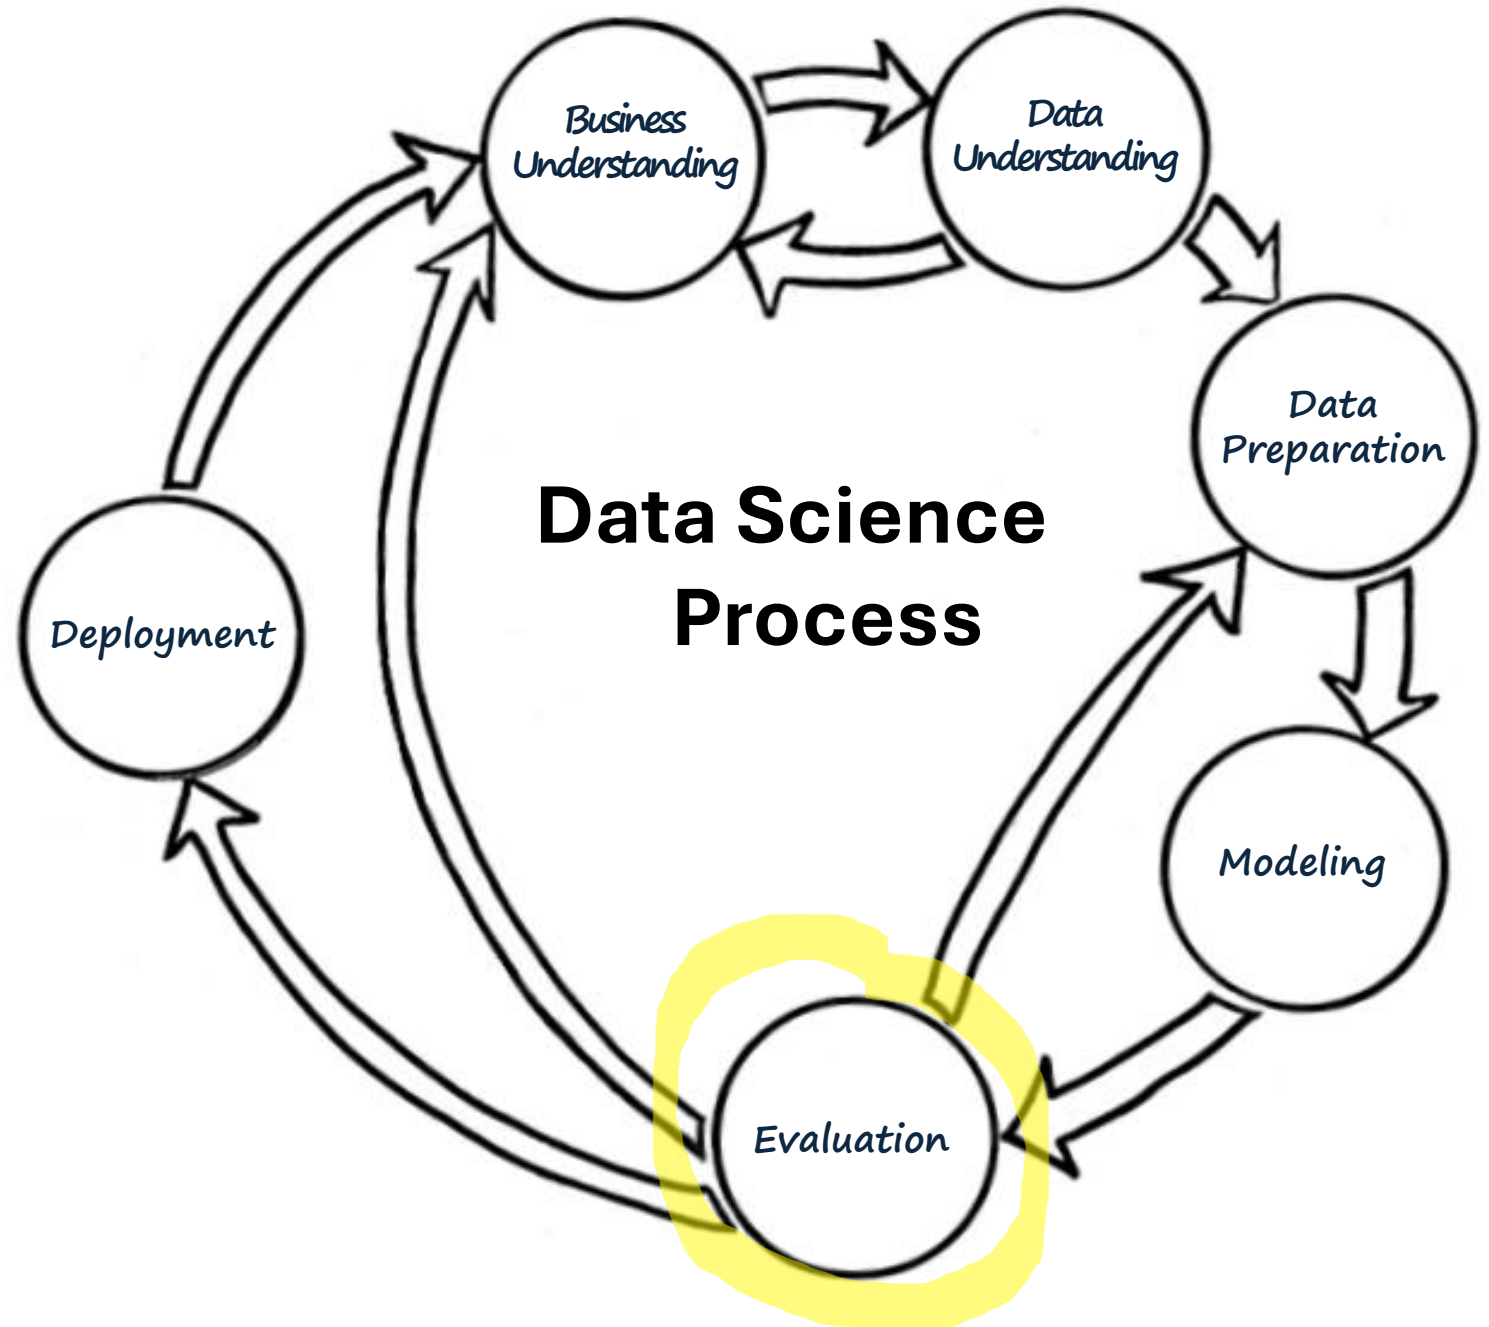 Business
Understanding
Data
Understanding
Data
Preparation
Data Science
Process
Deployment
Modeling
Evaluation